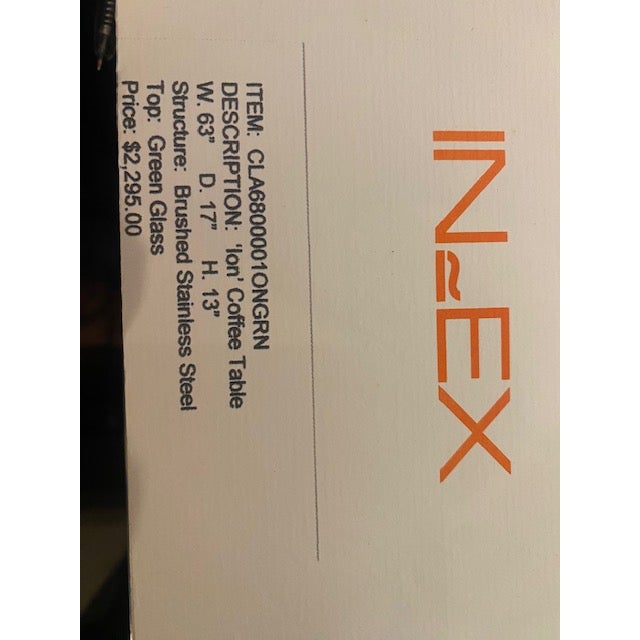 IN≈EX
ITEM: CLA6800001ONGRN
DESCRIPTION: 'Ion' Coffee Table
W. 63" D. 17" H. 13"
Structure: Brushed Stainless Steel
Top: Green Glass
Price: $2,295.00